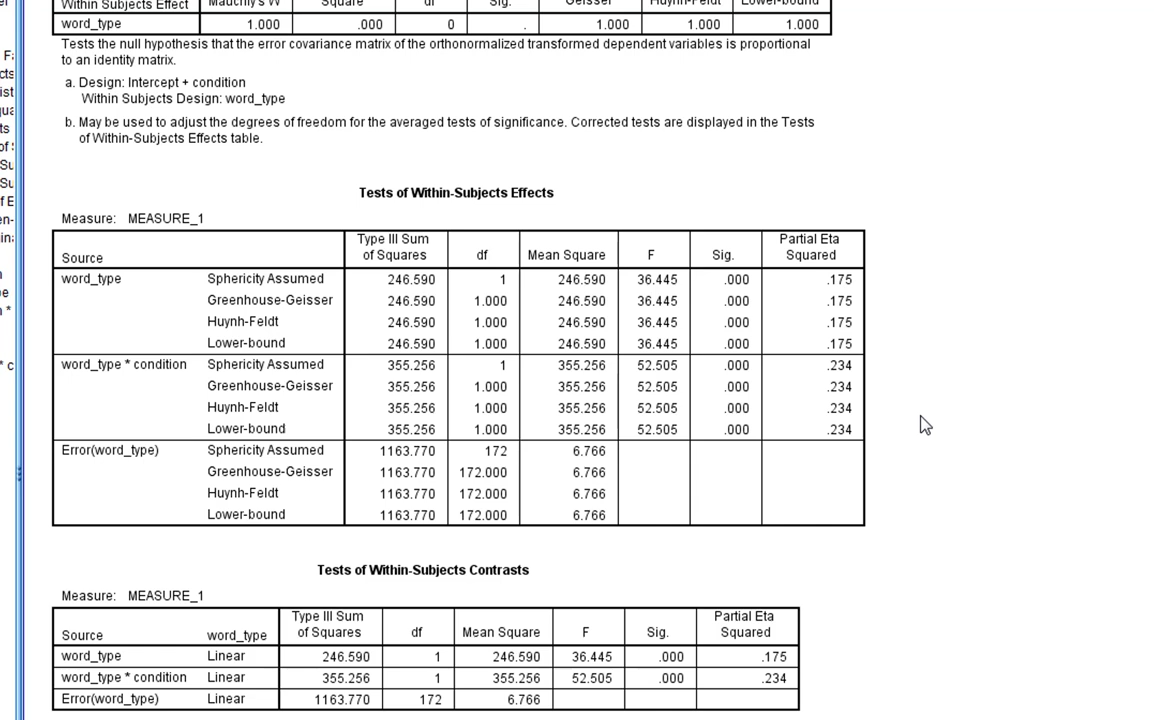 Within Subjects Effect Mauchly's W Square df Sig. Geisser Huynh-Feldt Lower-bound
word_type 1.000 .000 0 . 1.000 1.000 1.000
Tests the null hypothesis that the error covariance matrix of the orthonormalized transformed dependent variables is proportional
to an identity matrix.
a. Design: Intercept + condition
Within Subjects Design: word_type
b. May be used to adjust the degrees of freedom for the averaged tests of significance. Corrected tests are displayed in the Tests
of Within-Subjects Effects table.
Tests of Within-Subjects Effects
Measure: MEASURE_1
Type III Sum Partial Eta
Source of Squares df Mean Square F Sig. Squared
word_type Sphericity Assumed 246.590 1 246.590 36.445 .000 .175
Greenhouse-Geisser 246.590 1.000 246.590 36.445 .000 .175
Huynh-Feldt 246.590 1.000 246.590 36.445 .000 .175
Lower-bound 246.590 1.000 246.590 36.445 .000 .175
word_type * condition Sphericity Assumed 355.256 1 355.256 52.505 .000 .234
Greenhouse-Geisser 355.256 1.000 355.256 52.505 .000 .234
Huynh-Feldt 355.256 1.000 355.256 52.505 .000 .234
Lower-bound 355.256 1.000 355.256 52.505 .000 .234
Error(word_type) Sphericity Assumed 1163.770 172 6.766
Greenhouse-Geisser 1163.770 172.000 6.766
Huynh-Feldt 1163.770 172.000 6.766
Lower-bound 1163.770 172.000 6.766
Tests of Within-Subjects Contrasts
Measure: MEASURE_1
Type III Sum Partial Eta
Source word_type of Squares df Mean Square F Sig. Squared
word_type Linear 246.590 1 246.590 36.445 .000 .175
word_type * condition Linear 355.256 1 355.256 52.505 .000 .234
Error(word_type) Linear 1163.770 172 6.766